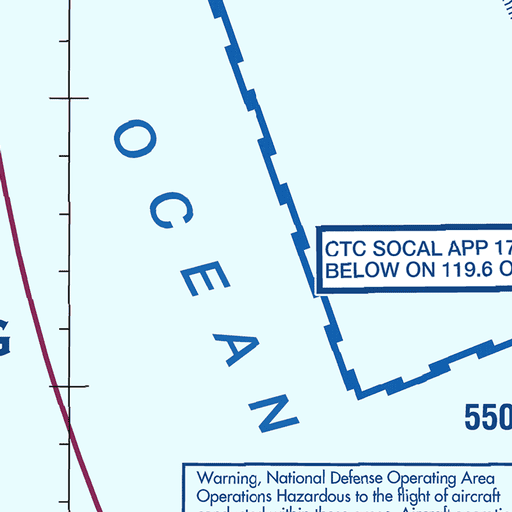 OCEAN
CTC SOCAL APP 17
BELOW ON 119.6 O
G
550
Warning, National Defense Operating Area
Operations Hazardous to the flight of aircraft